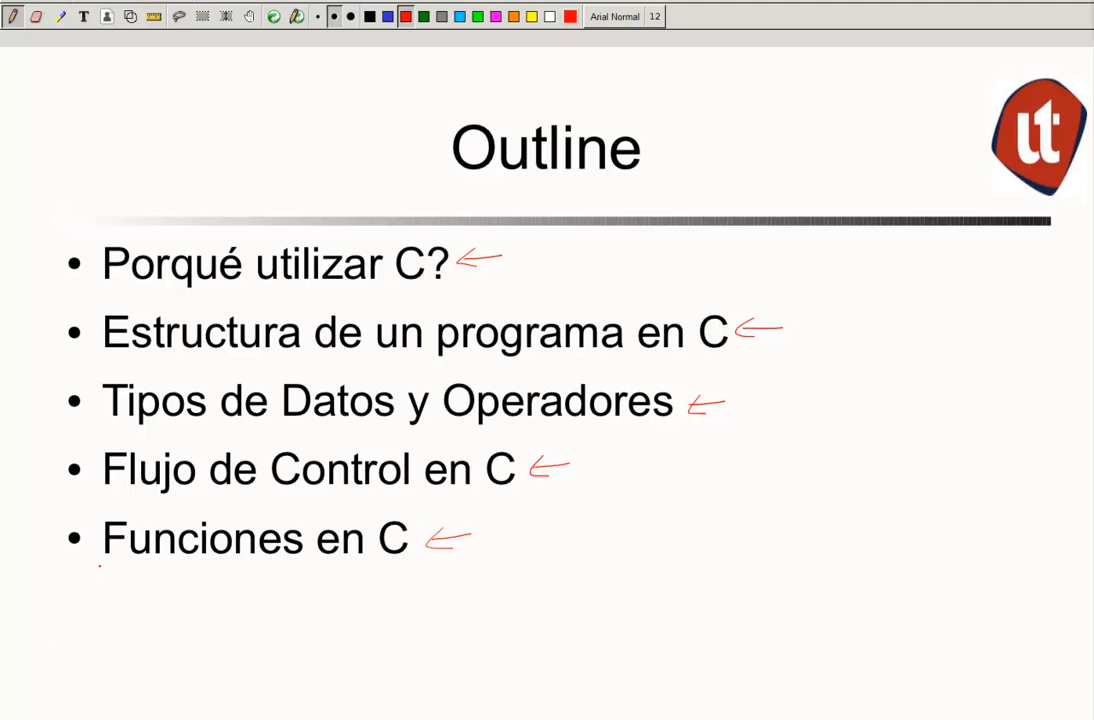 T
Arial Normal 12
Outline
ut
• Porqué utilizar C?
• Estructura de un programa en C
• Tipos de Datos y Operadores
• Flujo de Control en C
• Funciones en C